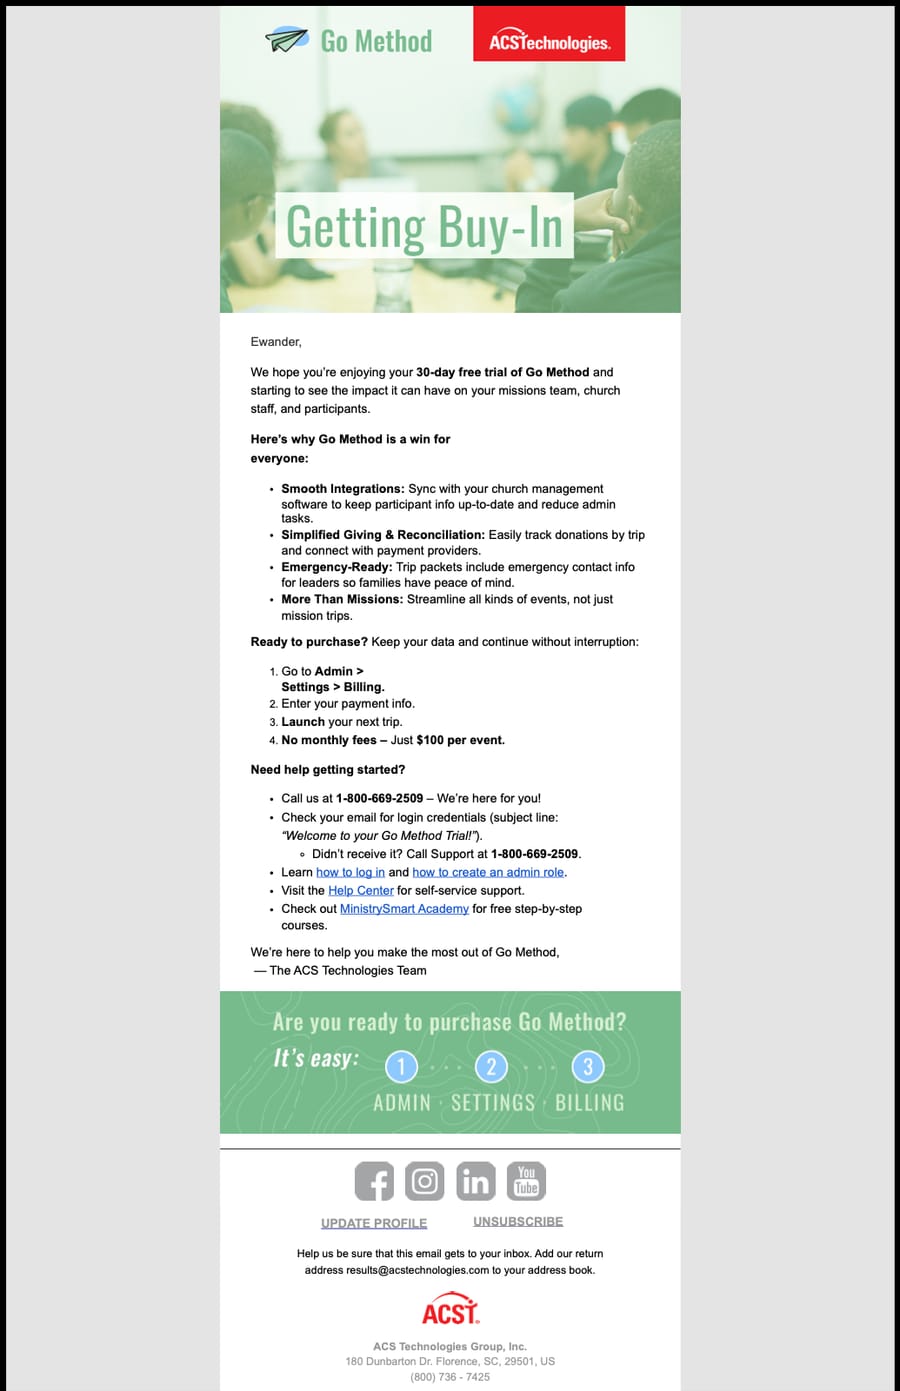 Go Method
ACSTechnologies.
Getting Buy-In
Ewander,
We hope you’re enjoying your 30-day free trial of Go Method and
starting to see the impact it can have on your missions team, church
staff, and participants.
Here’s why Go Method is a win for
everyone:
• Smooth Integrations: Sync with your church management
software to keep participant info up-to-date and reduce admin
tasks.
• Simplified Giving & Reconciliation: Easily track donations by trip
and connect with payment providers.
• Emergency-Ready: Trip packets include emergency contact info
for leaders so families have peace of mind.
• More Than Missions: Streamline all kinds of events, not just
mission trips.
Ready to purchase? Keep your data and continue without interruption:
1. Go to Admin >
Settings > Billing.
2. Enter your payment info.
3. Launch your next trip.
4. No monthly fees – Just $100 per event.
Need help getting started?
• Call us at 1-800-669-2509 – We’re here for you!
• Check your email for login credentials (subject line:
“Welcome to your Go Method Trial!”).
◦ Didn’t receive it? Call Support at 1-800-669-2509.
• Learn how to log in and how to create an admin role.
• Visit the Help Center for self-service support.
• Check out MinistrySmart Academy for free step-by-step
courses.
We’re here to help you make the most out of Go Method,
— The ACS Technologies Team
Are you ready to purchase Go Method?
It’s easy: 1 ... 2 ... 3
ADMIN · SETTINGS · BILLING
f in You Tube
UPDATE PROFILE UNSUBSCRIBE
Help us be sure that this email gets to your inbox. Add our return
address results@acstechnologies.com to your address book.
ACST
ACS Technologies Group, Inc.
180 Dunbarton Dr. Florence, SC, 29501, US
(800) 736 - 7425